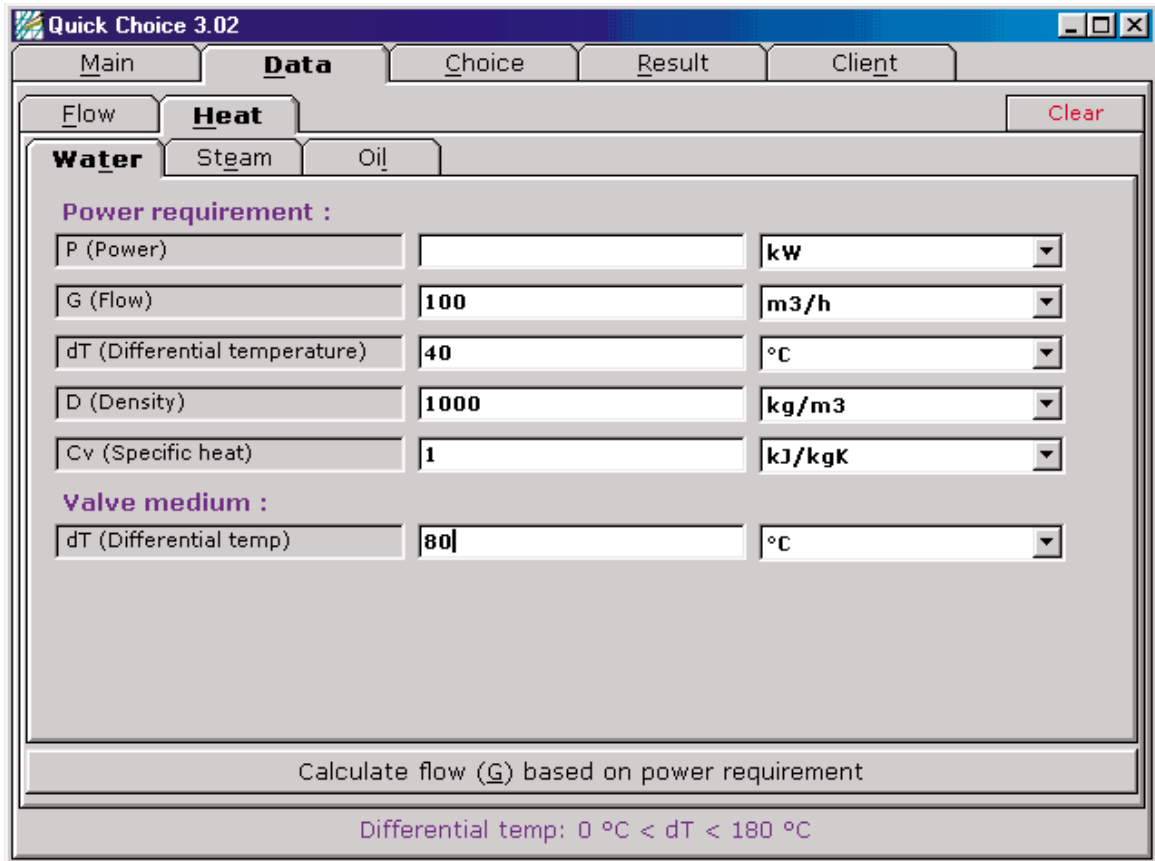 Quick Choice 3.02
Main Data Choice Result Client
Flow Heat Clear
Water Steam Oil
Power requirement :
P (Power) kW
G (Flow) 100 m3/h
dT (Differential temperature) 40 °C
D (Density) 1000 kg/m3
Cv (Specific heat) 1 kJ/kgK
Valve medium :
dT (Differential temp) 80 °C
Calculate flow (G) based on power requirement
Differential temp: 0 °C < dT < 180 °C